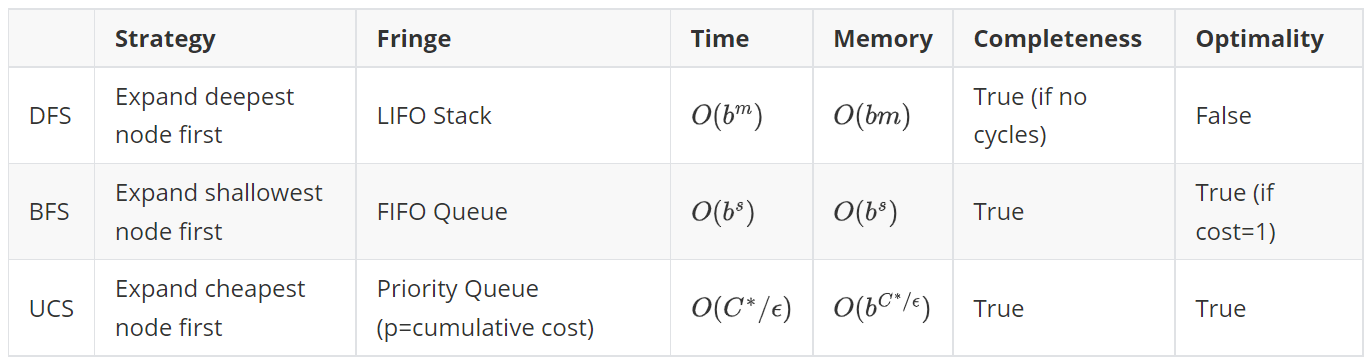 Strategy Fringe Time Memory Completeness Optimality
DFS Expand deepest node first LIFO Stack O(b^m) O(bm) True (if no cycles) False
BFS Expand shallowest node first FIFO Queue O(b^s) O(b^s) True True (if cost=1)
UCS Expand cheapest node first Priority Queue (p=cumulative cost) O(C*/ϵ) O(b^{C*/ϵ}) True True